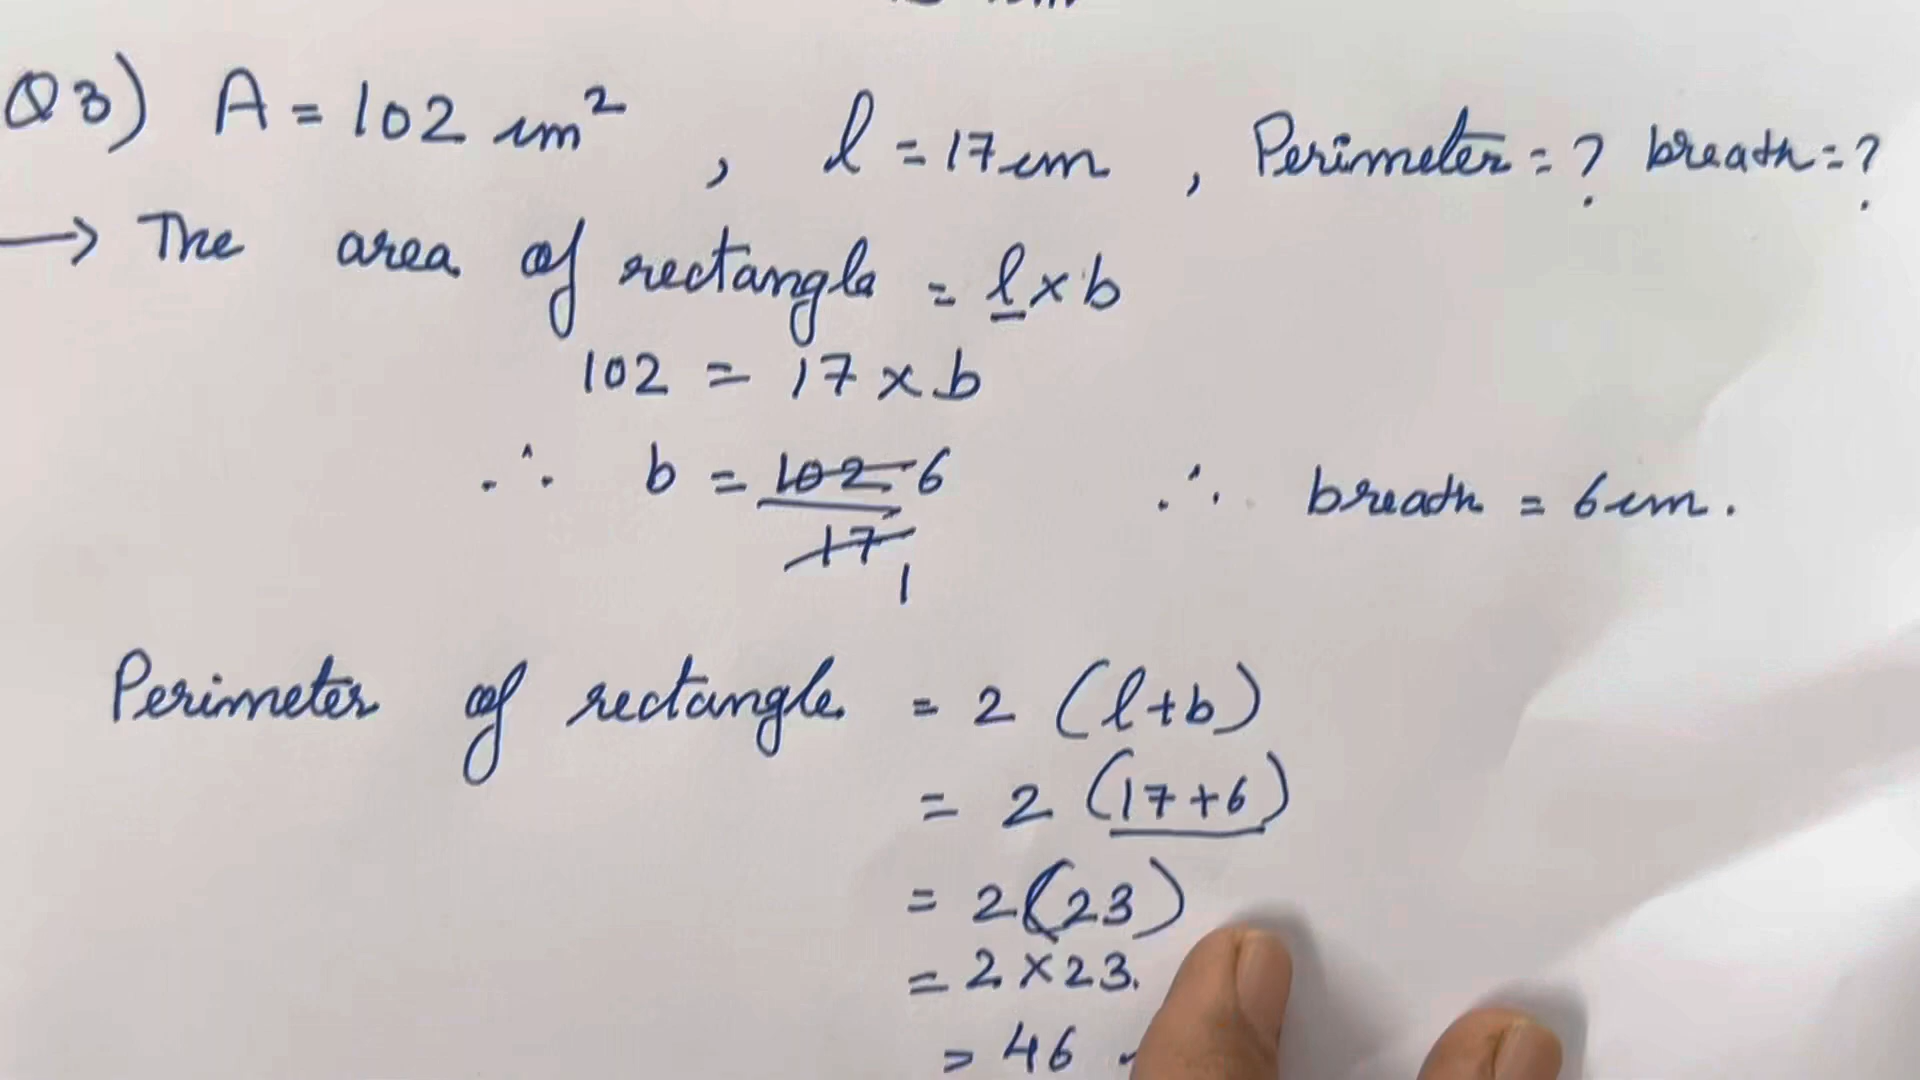 Q3) A = 102 cm² , l = 17 cm , Perimeter = ? breath = ?
→ The area of rectangle = l × b
102 = 17 × b
∴ b = 102 6 / 17 1 ∴ breath = 6 cm.
Perimeter of rectangle = 2 (l+b)
= 2 (17+6)
= 2(23)
= 2 × 23.
= 46